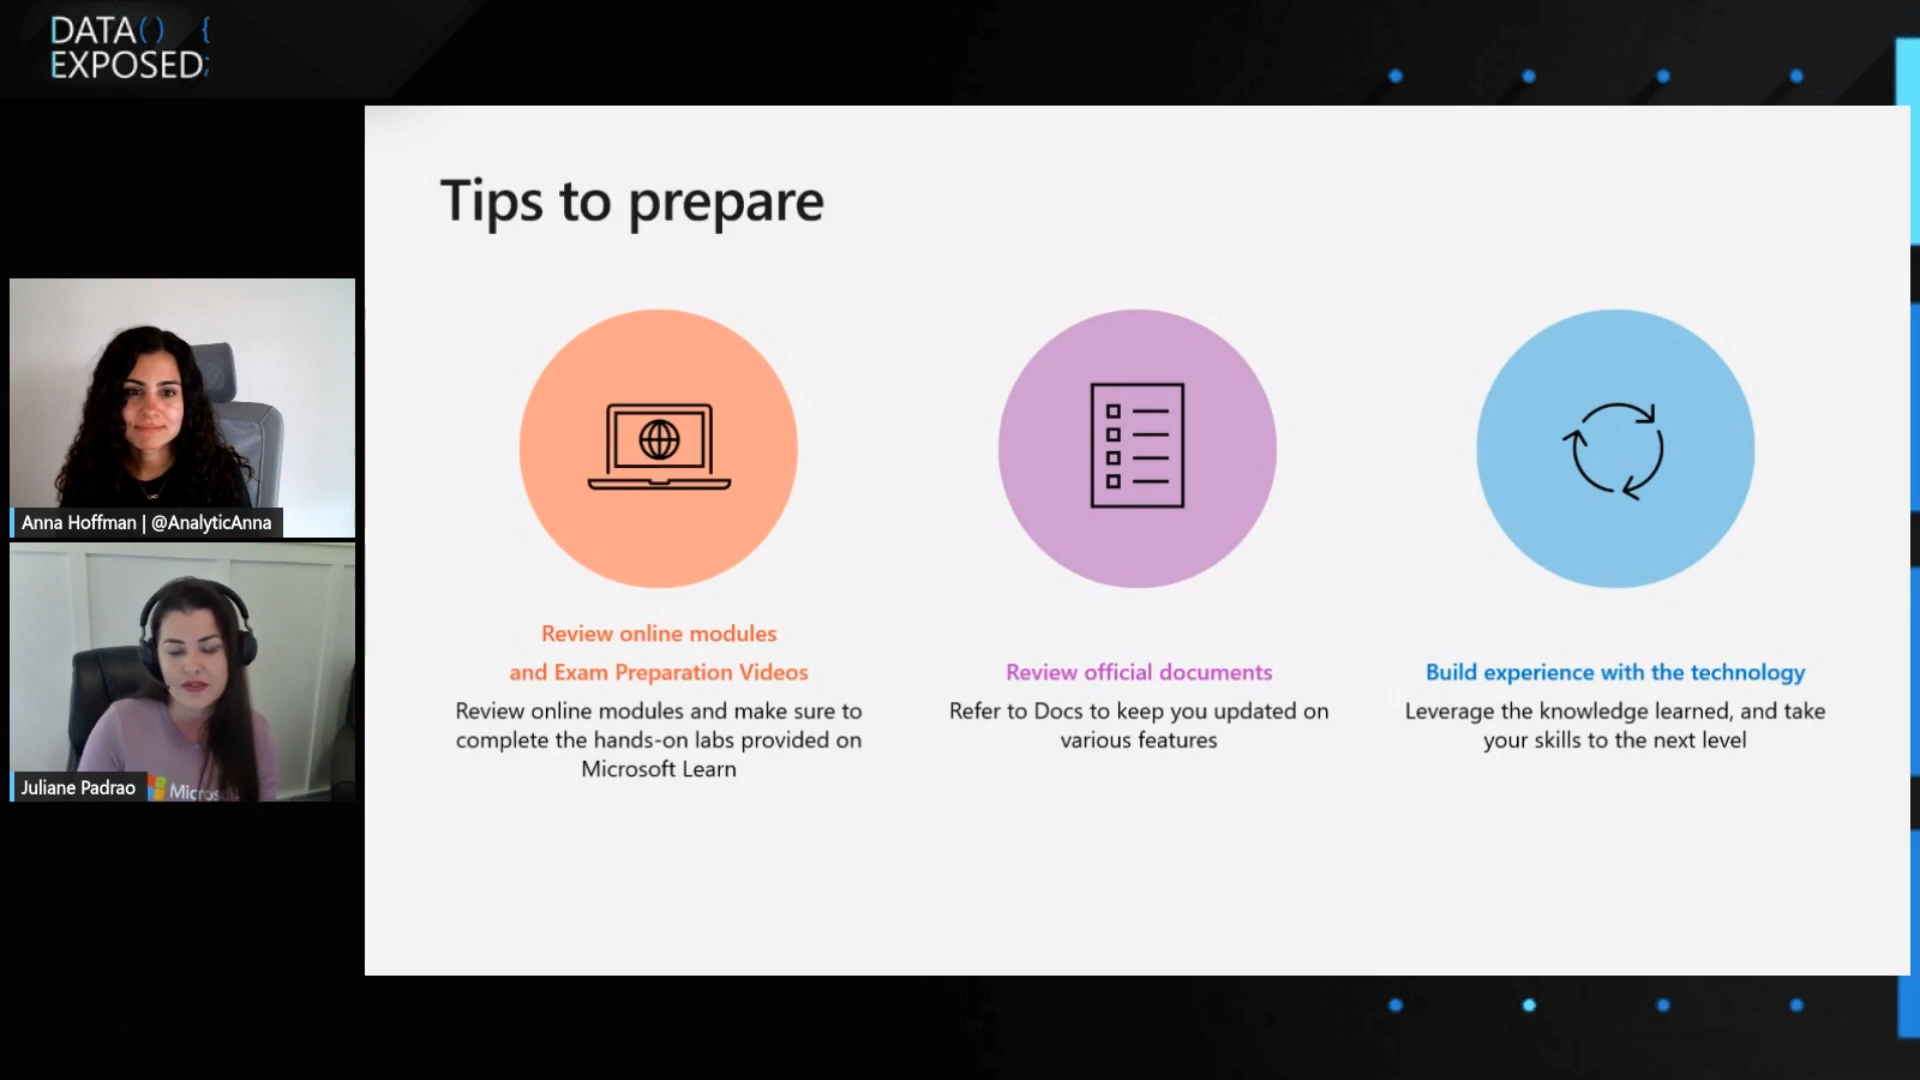 DATA() {
EXPOSED;
Tips to prepare
Review online modules
and Exam Preparation Videos
Review online modules and make sure to
complete the hands-on labs provided on
Microsoft Learn
Review official documents
Refer to Docs to keep you updated on
various features
Build experience with the technology
Leverage the knowledge learned, and take
your skills to the next level
Anna Hoffman | @AnalyticAnna
Juliane Padrao
Microsoft